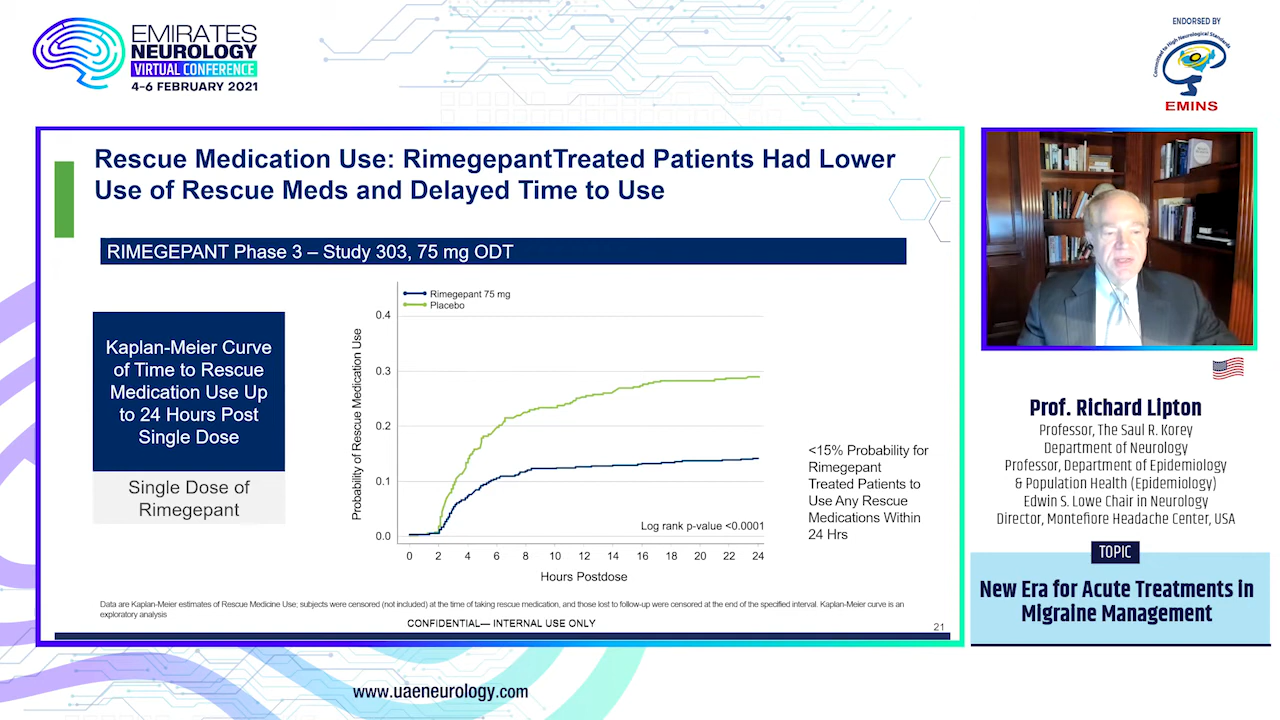 EMIRATES
NEUROLOGY
VIRTUAL CONFERENCE
4-6 FEBRUARY 2021
ENDORSED BY
Committed to High Neurological Standards
EMINS
Rescue Medication Use: RimegepantTreated Patients Had Lower
Use of Rescue Meds and Delayed Time to Use
RIMEGEPANT Phase 3 – Study 303, 75 mg ODT
Kaplan-Meier Curve
of Time to Rescue
Medication Use Up
to 24 Hours Post
Single Dose
Single Dose of
Rimegepant
Probability of Rescue Medication Use
Rimegepant 75 mg
Placebo
0.4
0.3
0.2
0.1
0.0
Log rank p-value <0.0001
0 2 4 6 8 10 12 14 16 18 20 22 24
Hours Postdose
<15% Probability for
Rimegepant
Treated Patients to
Use Any Rescue
Medications Within
24 Hrs
Data are Kaplan-Meier estimates of Rescue Medicine Use; subjects were censored (not included) at the time of taking rescue medication, and those lost to follow-up were censored at the end of the specified interval. Kaplan-Meier curve is an
exploratory analysis
CONFIDENTIAL— INTERNAL USE ONLY
21
Prof. Richard Lipton
Professor, The Saul R. Korey
Department of Neurology
Professor, Department of Epidemiology
& Population Health (Epidemiology)
Edwin S. Lowe Chair in Neurology
Director, Montefiore Headache Center, USA
TOPIC
New Era for Acute Treatments in
Migraine Management
www.uaeneurology.com